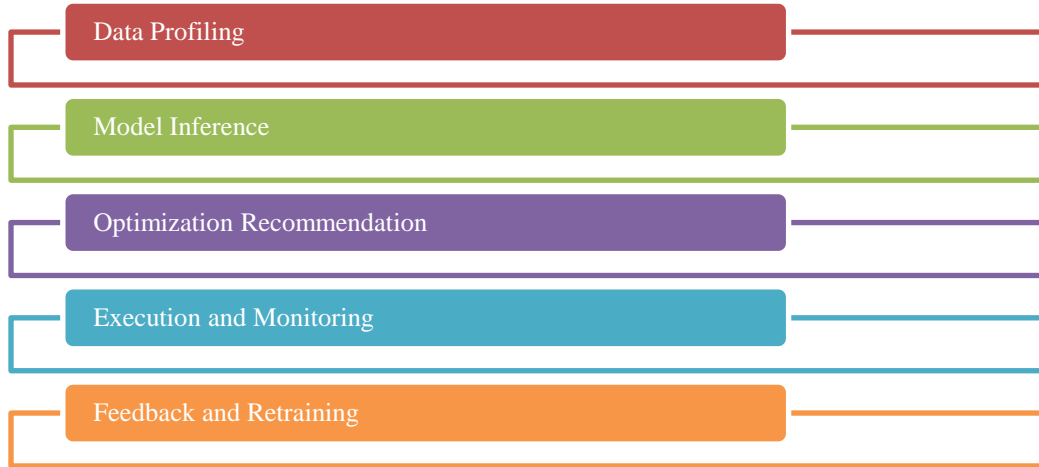 Data Profiling
Model Inference
Optimization Recommendation
Execution and Monitoring
Feedback and Retraining